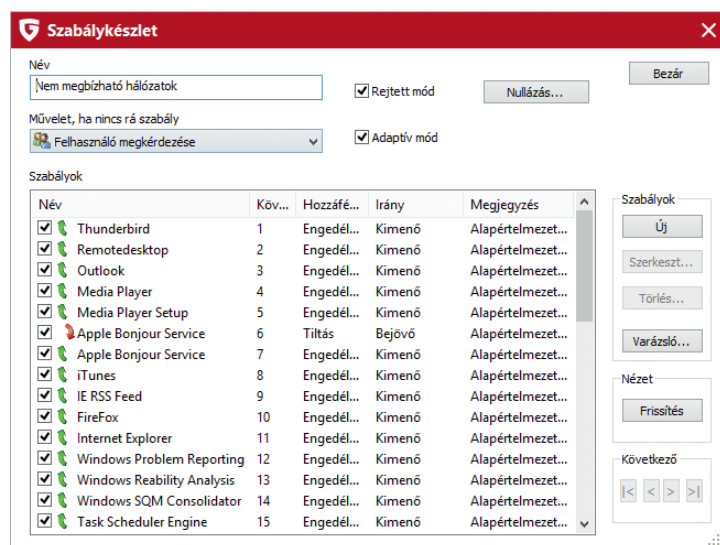 Szabálykészlet
Név
Nem megbízható hálózatok
Rejtett mód
Nullázás...
Bezár
Művelet, ha nincs rá szabály
Felhasználó megkérdezése
Adaptív mód
Szabályok
Név Köv... Hozzáfé... Irány Megjegyzés
Thunderbird 1 Engedél... Kimenő Alapértelmezet...
Remotedesktop 2 Engedél... Kimenő Alapértelmezet...
Outlook 3 Engedél... Kimenő Alapértelmezet...
Media Player 4 Engedél... Kimenő Alapértelmezet...
Media Player Setup 5 Engedél... Kimenő Alapértelmezet...
Apple Bonjour Service 6 Tiltás Bejövő Alapértelmezet...
Apple Bonjour Service 7 Engedél... Kimenő Alapértelmezet...
iTunes 8 Engedél... Kimenő Alapértelmezet...
IE RSS Feed 9 Engedél... Kimenő Alapértelmezet...
FireFox 10 Engedél... Kimenő Alapértelmezet...
Internet Explorer 11 Engedél... Kimenő Alapértelmezet...
Windows Problem Reporting 12 Engedél... Kimenő Alapértelmezet...
Windows Reability Analysis 13 Engedél... Kimenő Alapértelmezet...
Windows SQM Consolidator 14 Engedél... Kimenő Alapértelmezet...
Task Scheduler Engine 15 Engedél... Kimenő Alapértelmezet...
Szabályok
Új
Szerkeszt...
Törlés...
Varázsló...
Nézet
Frissítés
Következő
|< < > >|